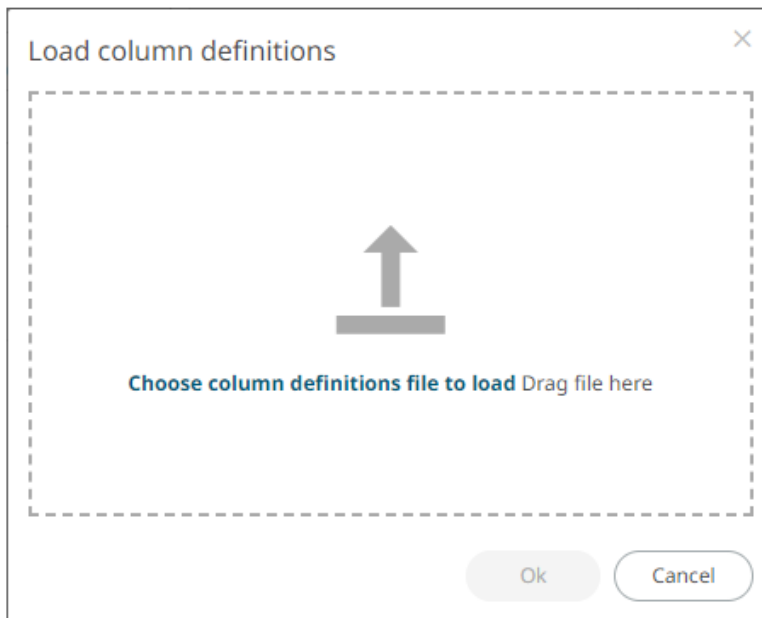 Load column definitions
Choose column definitions file to load Drag file here
Ok
Cancel